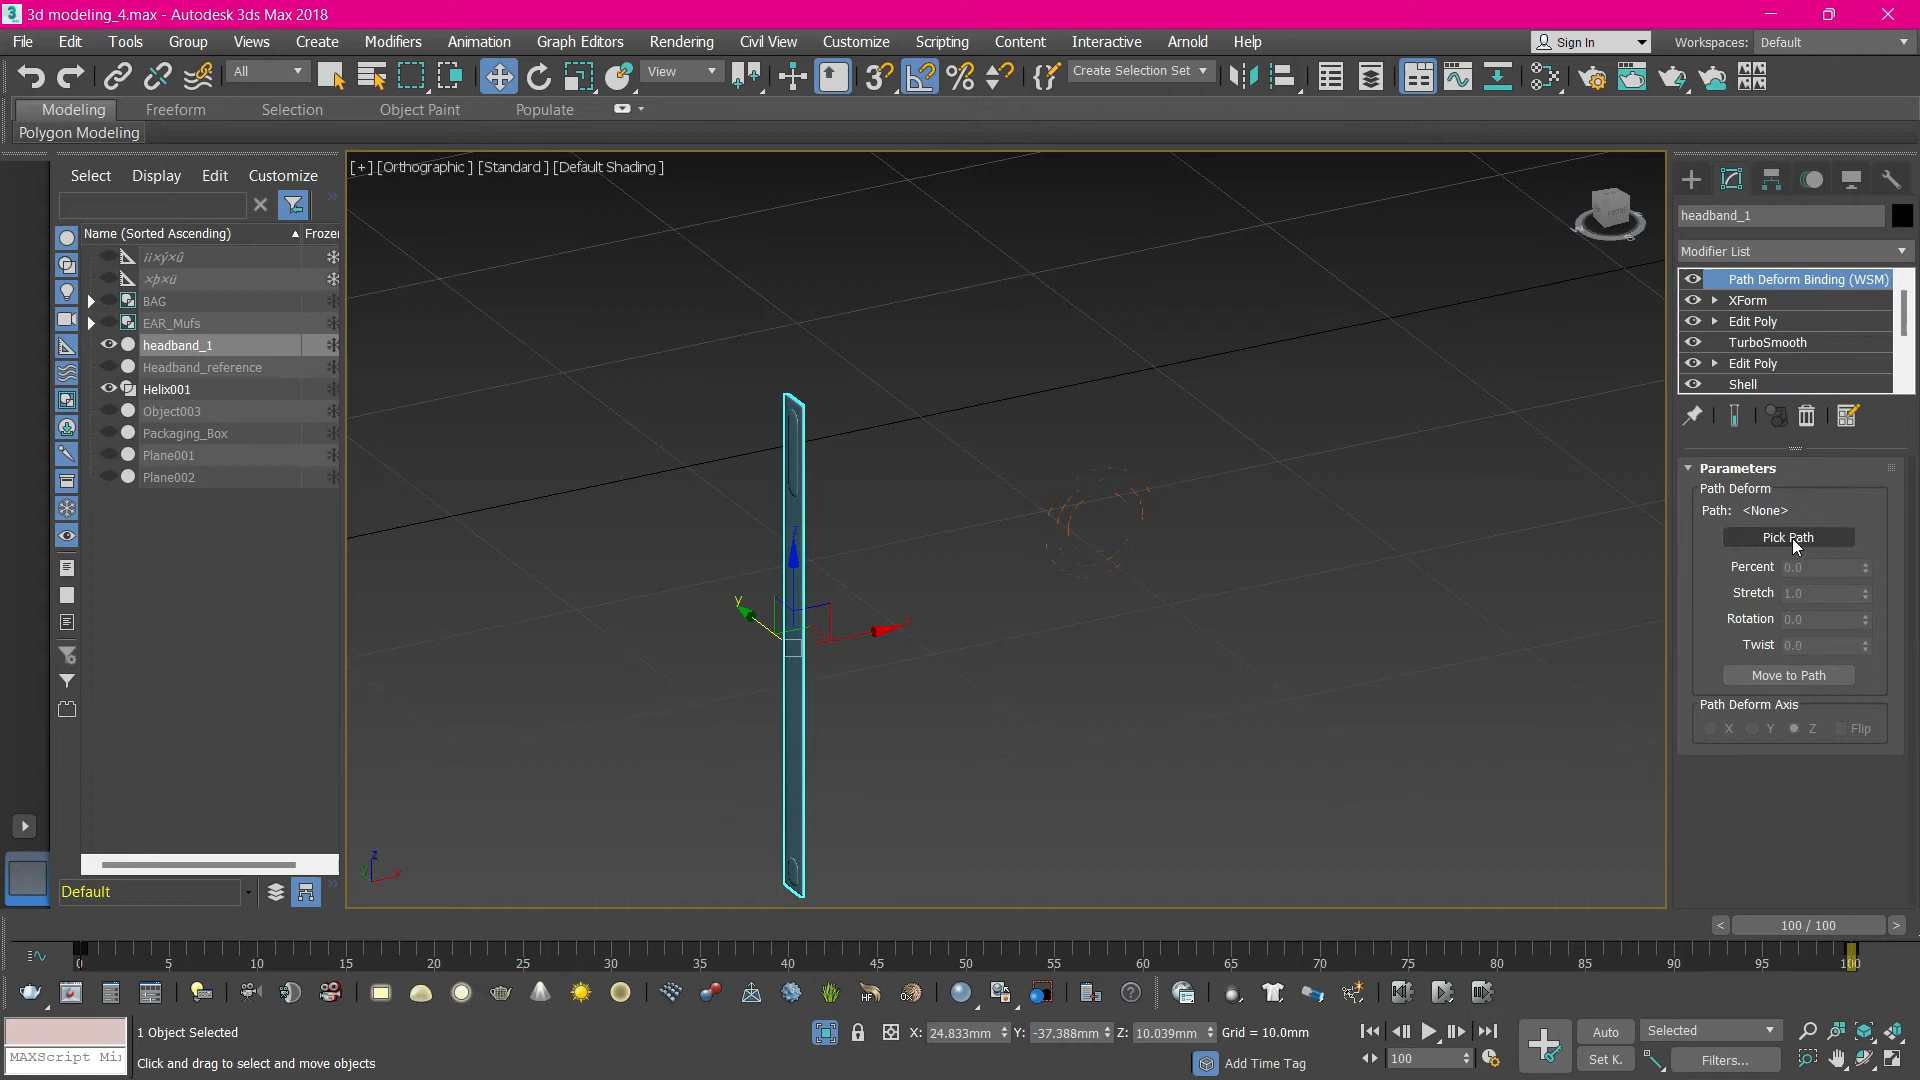 3d modeling_4.max - Autodesk 3ds Max 2018
File Edit Tools Group Views Create Modifiers Animation Graph Editors Rendering Civil View Customize Scripting Content Interactive Arnold Help Sign In Workspaces: Default
All View Create Selection Set
Modeling Freeform Selection Object Paint Populate
Polygon Modeling
Select Display Edit Customize
Name (Sorted Ascending) Frozen
¡¡×ý×û
×þ×ü
BAG
EAR_Mufs
headband_1
Headband_reference
Helix001
Object003
Packaging_Box
Plane001
Plane002
Default
[+] [Orthographic ] [Standard ] [Default Shading ]
FRONT
z
y
x
z
y
x
headband_1
Modifier List
Path Deform Binding (WSM)
XForm
Edit Poly
TurboSmooth
Edit Poly
Shell
Parameters
Path Deform
Path: <None>
Pick Path
Percent 0.0
Stretch 1.0
Rotation 0.0
Twist 0.0
Move to Path
Path Deform Axis
X Y Z Flip
< 100 / 100 >
0 5 10 15 20 25 30 35 40 45 50 55 60 65 70 75 80 85 90 95 100
1 Object Selected
MAXScript Mi
Click and drag to select and move objects
X: 24.833mm Y: -37.388mm Z: 10.039mm Grid = 10.0mm
Add Time Tag
100
Auto Selected
Set K. Filters...